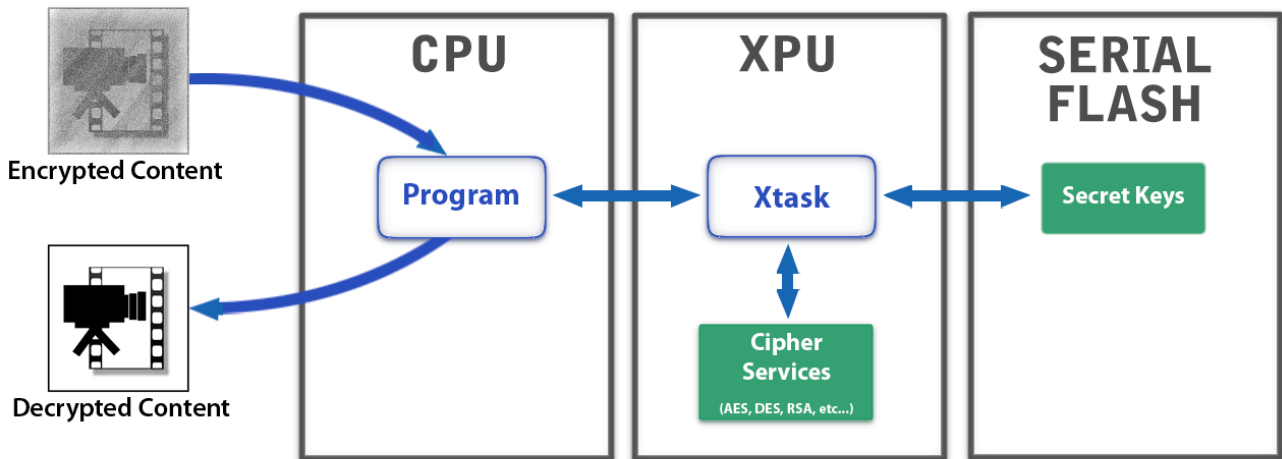 CPU
XPU
SERIAL
FLASH
Encrypted Content
Program
Xtask
Secret Keys
Cipher
Services
(AES, DES, RSA, etc...)
Decrypted Content